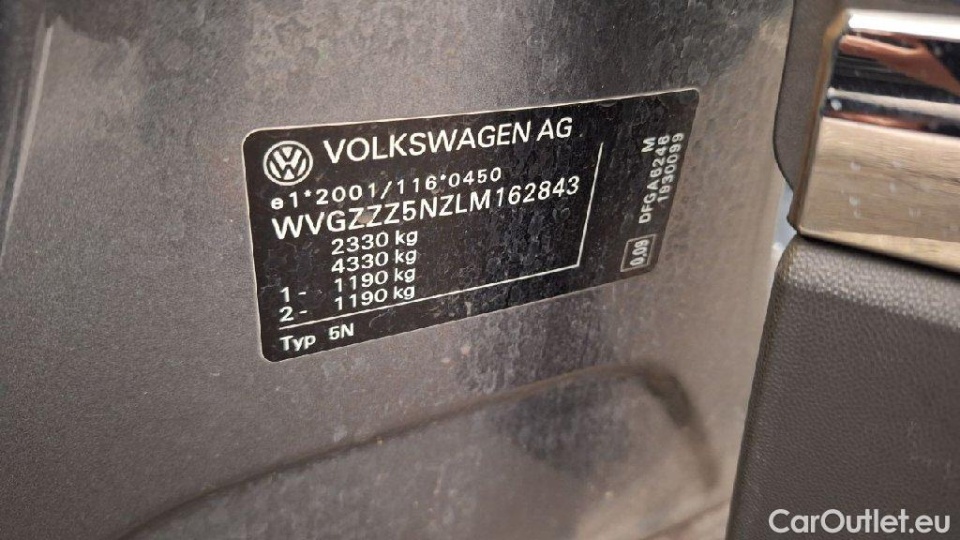 VOLKSWAGEN AG
e1*2001/116*0450
WVGZZZ5NZLM162843
2330 kg
4330 kg
1 - 1190 kg
2 - 1190 kg
Typ 5N
0,09
DFGA6246 M
1930099
CarOutlet.eu